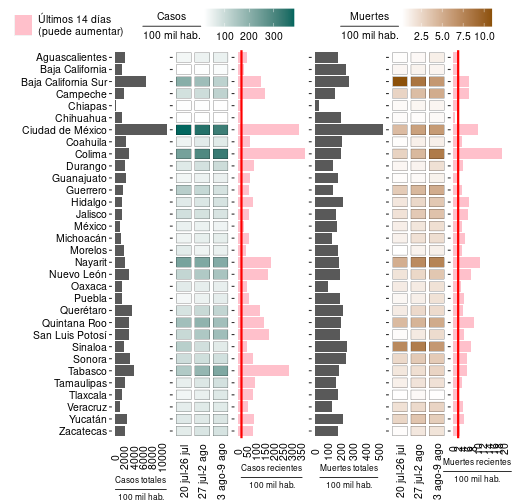 Últimos 14 días
(puede aumentar)
Casos
100 mil hab.
100 200 300
Muertes
100 mil hab.
2.5 5.0 7.5 10.0
Aguascalientes
Baja California
Baja California Sur
Campeche
Chiapas
Chihuahua
Ciudad de México
Coahuila
Colima
Durango
Guanajuato
Guerrero
Hidalgo
Jalisco
México
Michoacán
Morelos
Nayarit
Nuevo León
Oaxaca
Puebla
Querétaro
Quintana Roo
San Luis Potosí
Sinaloa
Sonora
Tabasco
Tamaulipas
Tlaxcala
Veracruz
Yucatán
Zacatecas
0 2000 4000 6000 8000 10000
Casos totales
100 mil hab.
20 jul-26 jul
27 jul-2 ago
3 ago-9 ago
0 50 100 150 200 250 300 350
Casos recientes
100 mil hab.
0 100 200 300 400 500
Muertes totales
100 mil hab.
20 jul-26 jul
27 jul-2 ago
3 ago-9 ago
Muertes recientes
100 mil hab.